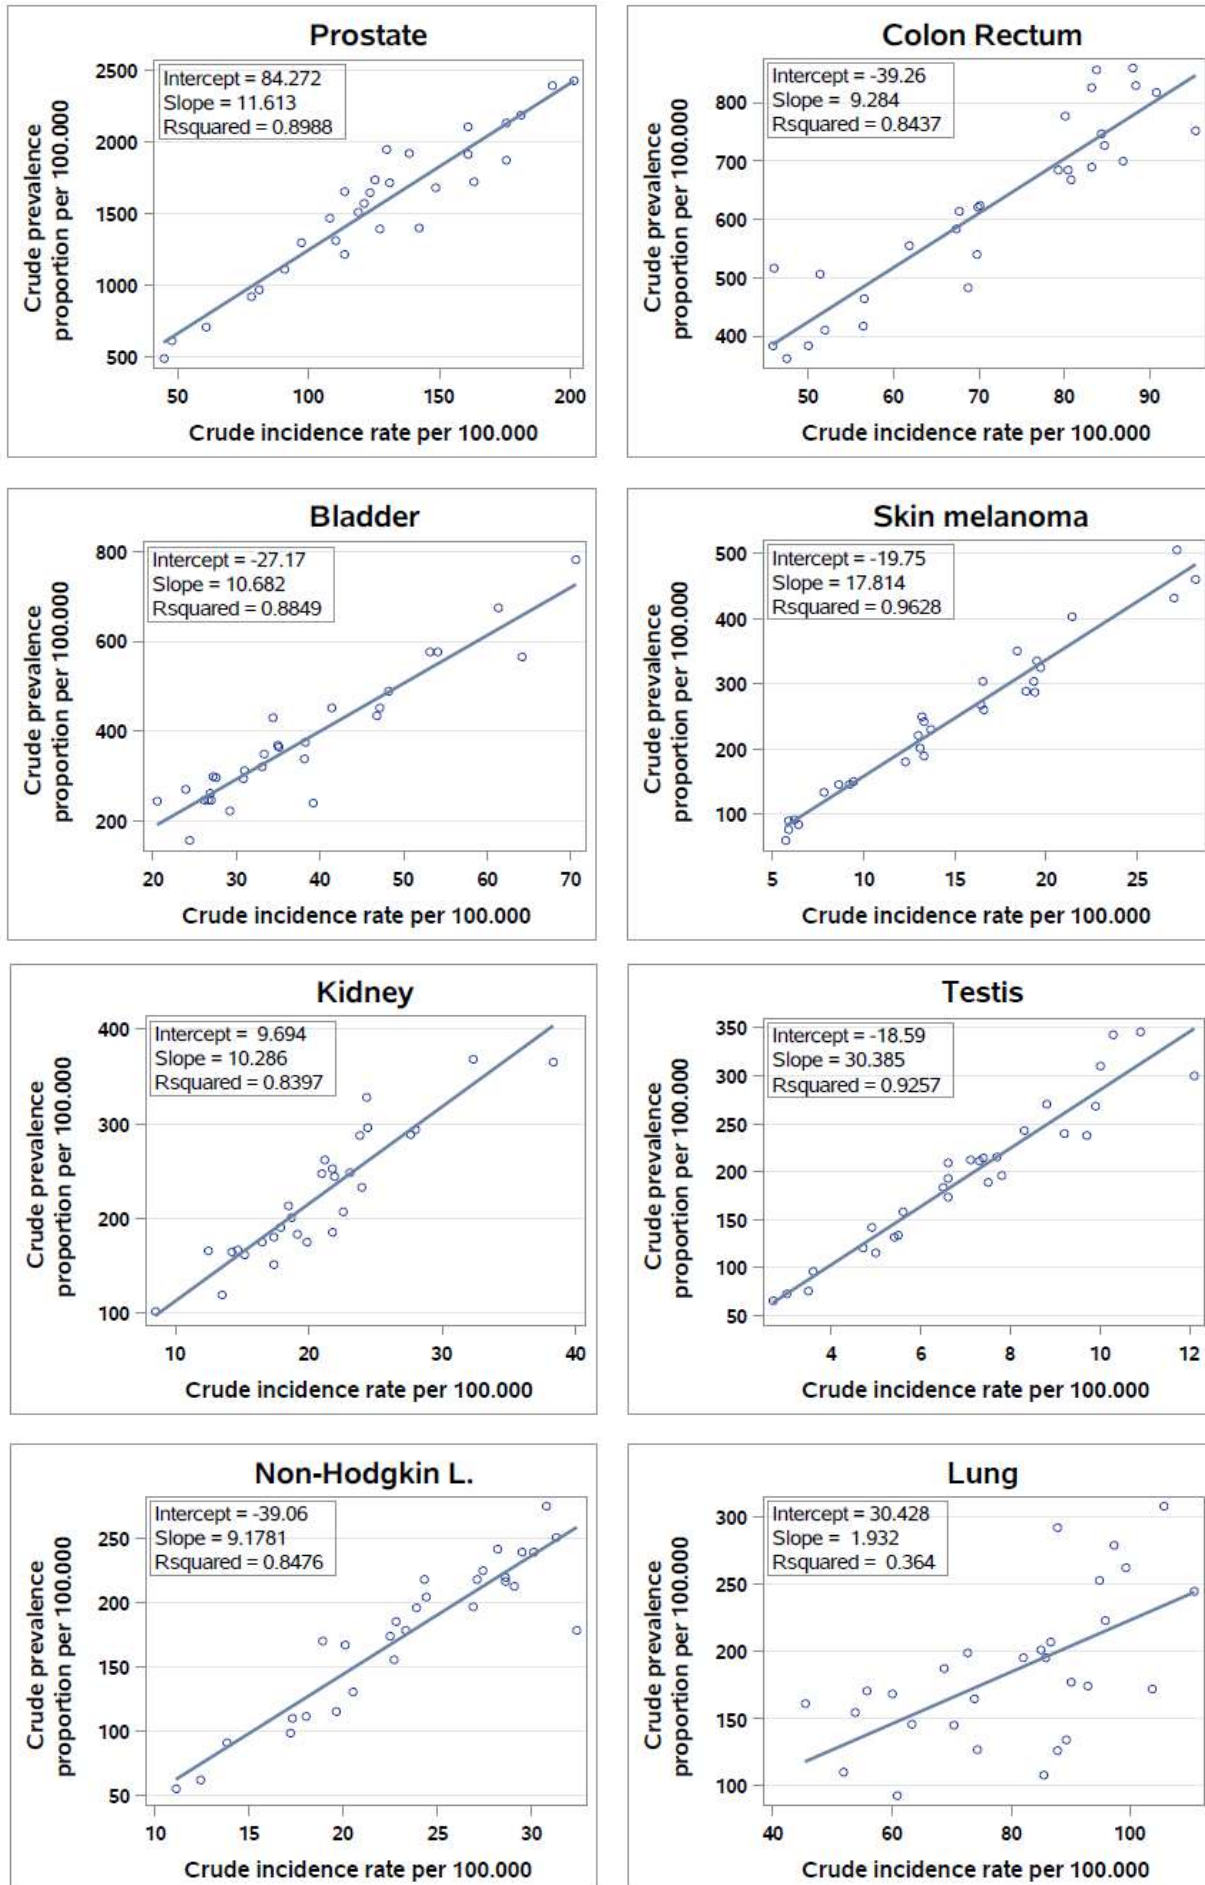 Prostate
Intercept = 84.272
Slope = 11.613
Rsquared = 0.8988
Crude prevalence
proportion per 100.000
2500
2000
1500
1000
500
50 100 150 200
Crude incidence rate per 100.000
Colon Rectum
Intercept = -39.26
Slope = 9.284
Rsquared = 0.8437
Crude prevalence
proportion per 100.000
800
700
600
500
400
50 60 70 80 90
Crude incidence rate per 100.000
Bladder
Intercept = -27.17
Slope = 10.682
Rsquared = 0.8849
Crude prevalence
proportion per 100.000
800
600
400
200
20 30 40 50 60 70
Crude incidence rate per 100.000
Skin melanoma
Intercept = -19.75
Slope = 17.814
Rsquared = 0.9628
Crude prevalence
proportion per 100.000
500
400
300
200
100
5 10 15 20 25
Crude incidence rate per 100.000
Kidney
Intercept = 9.694
Slope = 10.286
Rsquared = 0.8397
Crude prevalence
proportion per 100.000
400
300
200
100
10 20 30 40
Crude incidence rate per 100.000
Testis
Intercept = -18.59
Slope = 30.385
Rsquared = 0.9257
Crude prevalence
proportion per 100.000
350
300
250
200
150
100
50
4 6 8 10 12
Crude incidence rate per 100.000
Non-Hodgkin L.
Intercept = -39.06
Slope = 9.1781
Rsquared = 0.8476
Crude prevalence
proportion per 100.000
250
200
150
100
50
10 15 20 25 30
Crude incidence rate per 100.000
Lung
Intercept = 30.428
Slope = 1.932
Rsquared = 0.364
Crude prevalence
proportion per 100.000
300
250
200
150
100
40 60 80 100
Crude incidence rate per 100.000